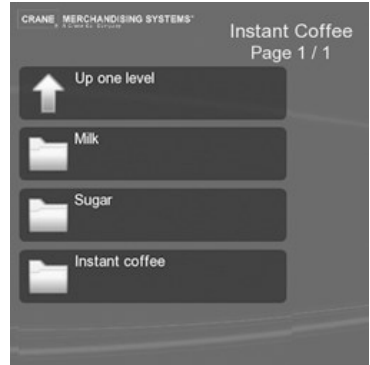 CRANE MERCHANDISING SYSTEMS
Instant Coffee
Page 1 / 1
Up one level
Milk
Sugar
Instant coffee